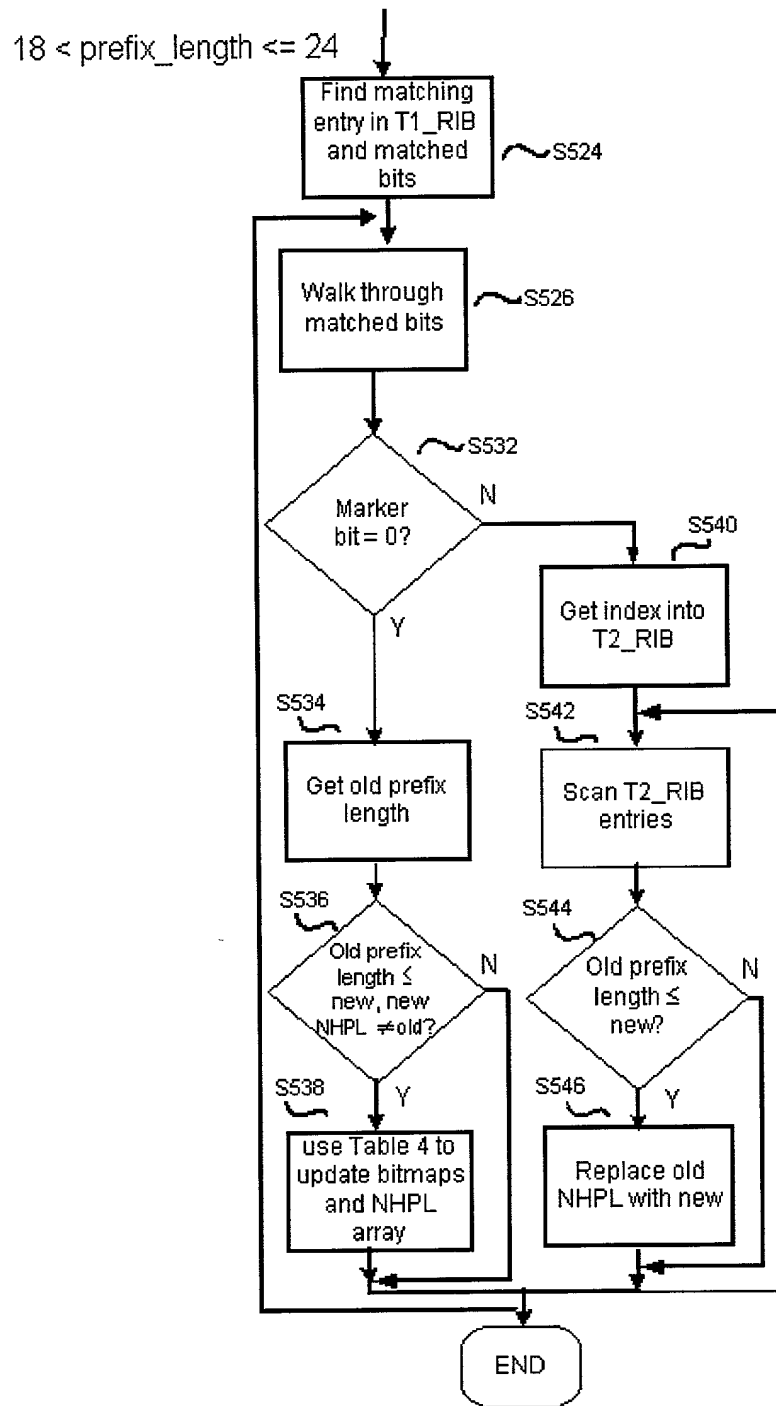 18 < prefix_length <= 24
Find matching
entry in T1_RIB
and matched
bits
S524
Walk through
matched bits
S526
S532
Marker
bit = 0?
N
Y
S540
Get index into
T2_RIB
S534
Get old prefix
length
S542
Scan T2_RIB
entries
S536
Old prefix
length ≤
new, new
NHPL ≠old?
N
Y
S544
Old prefix
length ≤
new?
N
Y
S538
use Table 4 to
update bitmaps
and NHPL
array
S546
Replace old
NHPL with new
END